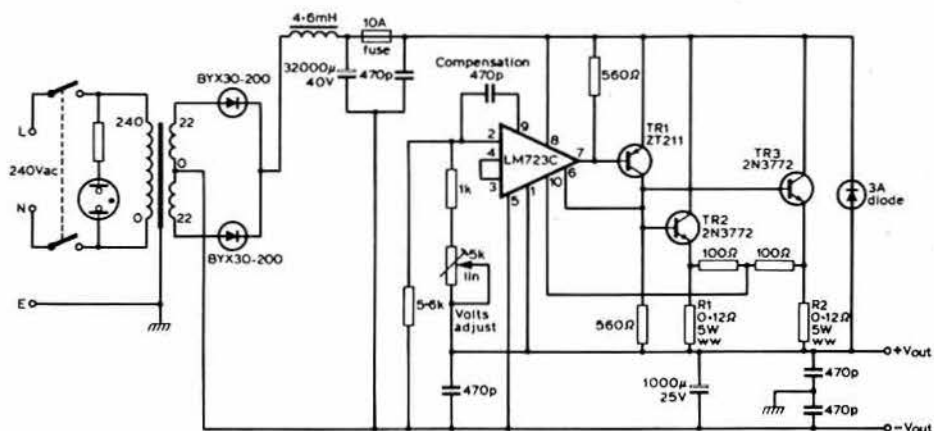 4·6mH
10A
fuse
32000μ
40V
470p
Compensation
470p
560Ω
BYX30-200
BYX30-200
L
240Vac
N
E
240
0
22
0
22
2
4
3
9
8
LM723C
7
10
6
5
1
TR1
ZT211
TR2
2N3772
TR3
2N3772
3A
diode
1k
5k
lin
Volts
adjust
5·6k
100Ω
100Ω
560Ω
R1
0·12Ω
5W
ww
R2
0·12Ω
5W
ww
470p
1000μ
25V
470p
470p
+Vout
−Vout